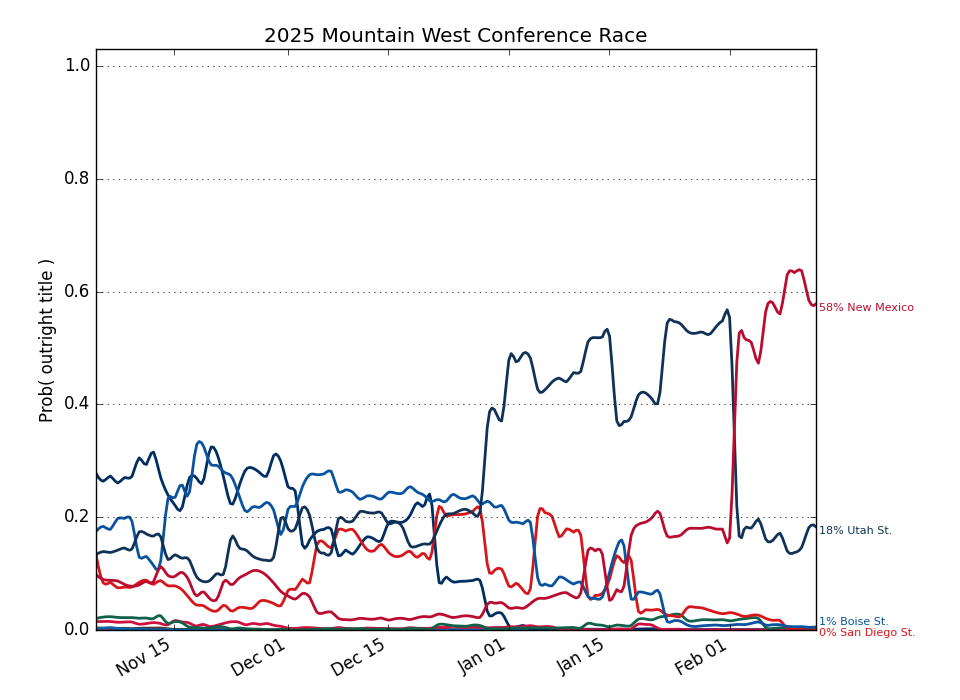 2025 Mountain West Conference Race
Prob( outright title )
1.0
0.8
0.6
0.4
0.2
0.0
58% New Mexico
18% Utah St.
1% Boise St.
0% San Diego St.
Nov 15
Dec 01
Dec 15
Jan 01
Jan 15
Feb 01